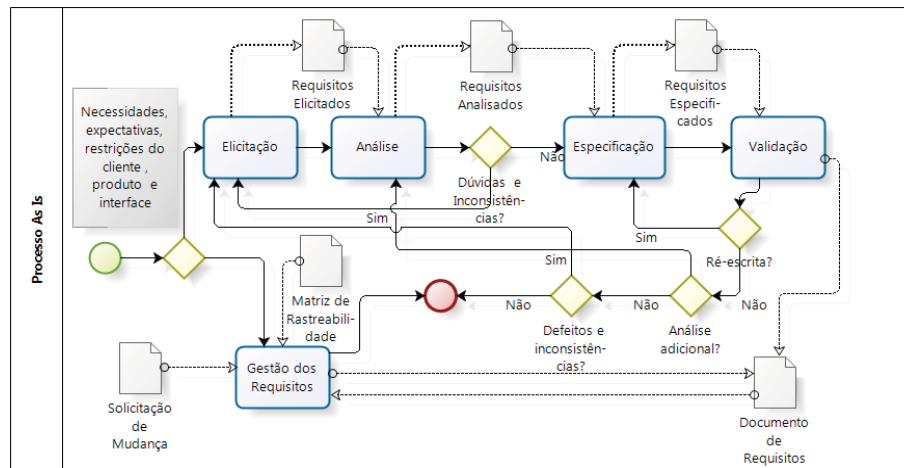 Processo As Is
Necessidades,
expectativas,
restrições do
cliente ,
produto e
interface
Requisitos
Elicitados
Requisitos
Analisados
Requisitos
Especifi-
cados
Elicitação
Análise
Especificação
Validação
Não
Dúvidas e
Inconsistên-
cias?
Sim
Sim
Ré-escrita?
Sim
Não
Não
Não
Matriz de
Rastreabili-
dade
Defeitos e
inconsistên-
cias?
Análise
adicional?
Gestão dos
Requisitos
Solicitação
de
Mudança
Documento
de
Requisitos